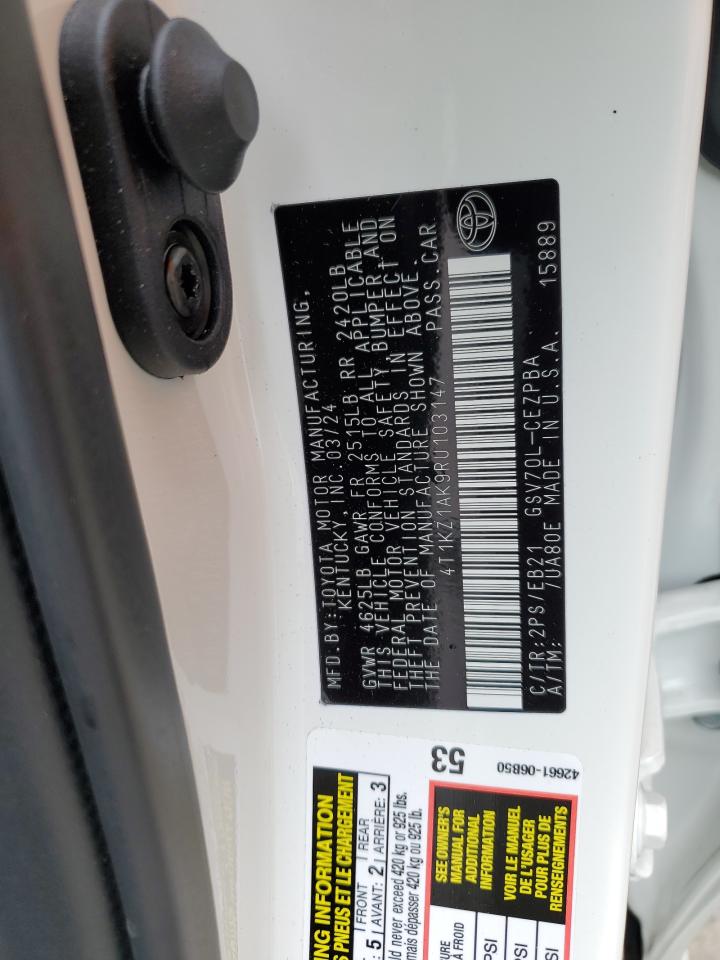 MFD.BY:TOYOTA MOTOR MANUFACTURING,
KENTUCKY, INC 03/24
GVWR 4625LB GAWR FR 2515LB RR 2420LB
THIS VEHICLE CONFORMS TO ALL APPLICABLE
FEDERAL MOTOR VEHICLE SAFETY, BUMPER, AND
THEFT PREVENTION STANDARDS IN EFFECT ON
THE DATE OF MANUFACTURE SHOWN ABOVE.
4T1KZ1AK9RU103147 PASS.CAR
C/TR:2PS/EB21 GSV70L-CEZPBA 15889
A/TM: -7UA80E MADE IN U.S.A.
ING INFORMATION
S PNEUS ET LE CHARGEMENT
FRONT | REAR
: 5 | AVANT: 2 | ARRIÈRE: 3
ld never exceed 420 kg or 925 lbs.
mais dépasser 420 kg ou 925 lb.
53
SEE OWNER'S
MANUAL FOR
ADDITIONAL
INFORMATION
VOIR LE MANUEL
DE L'USAGER
POUR PLUS DE
RENSEIGNEMENTS
URE
À FROID
PSI
PSI
SI
42661-06B50